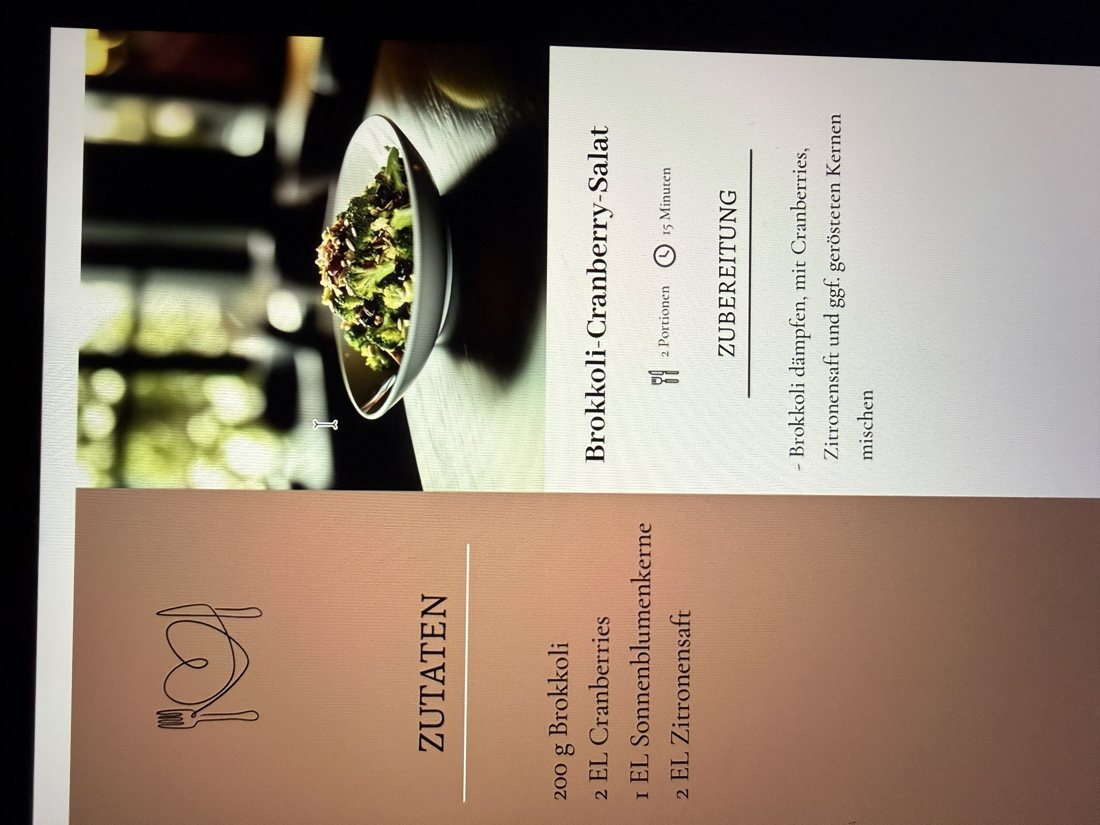 ZUTATEN
200 g Brokkoli
2 EL Cranberries
1 EL Sonnenblumenkerne
2 EL Zitronensaft
Brokkoli-Cranberry-Salat
2 Portionen 15 Minuten
ZUBEREITUNG
- Brokkoli dämpfen, mit Cranberries,
Zitronensaft und ggf. gerösteten Kernen
mischen